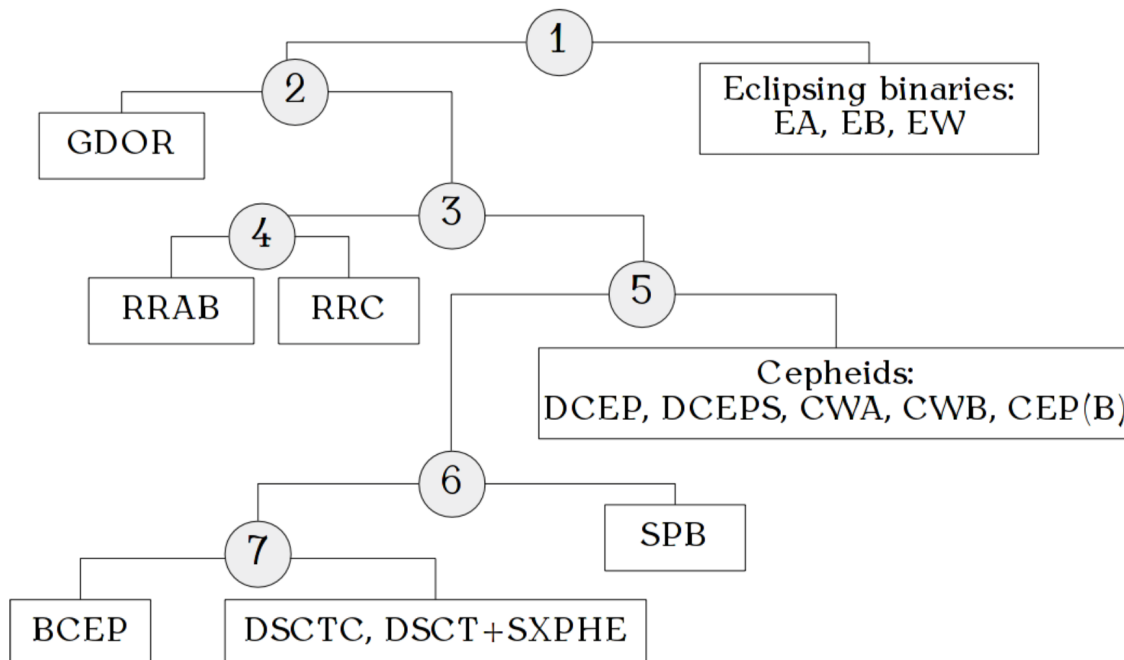 1
2
Eclipsing binaries:
EA, EB, EW
GDOR
3
4
RRAB
RRC
5
Cepheids:
DCEP, DCEPS, CWA, CWB, CEP(B)
6
SPB
7
BCEP
DSCTC, DSCT+SXPHE